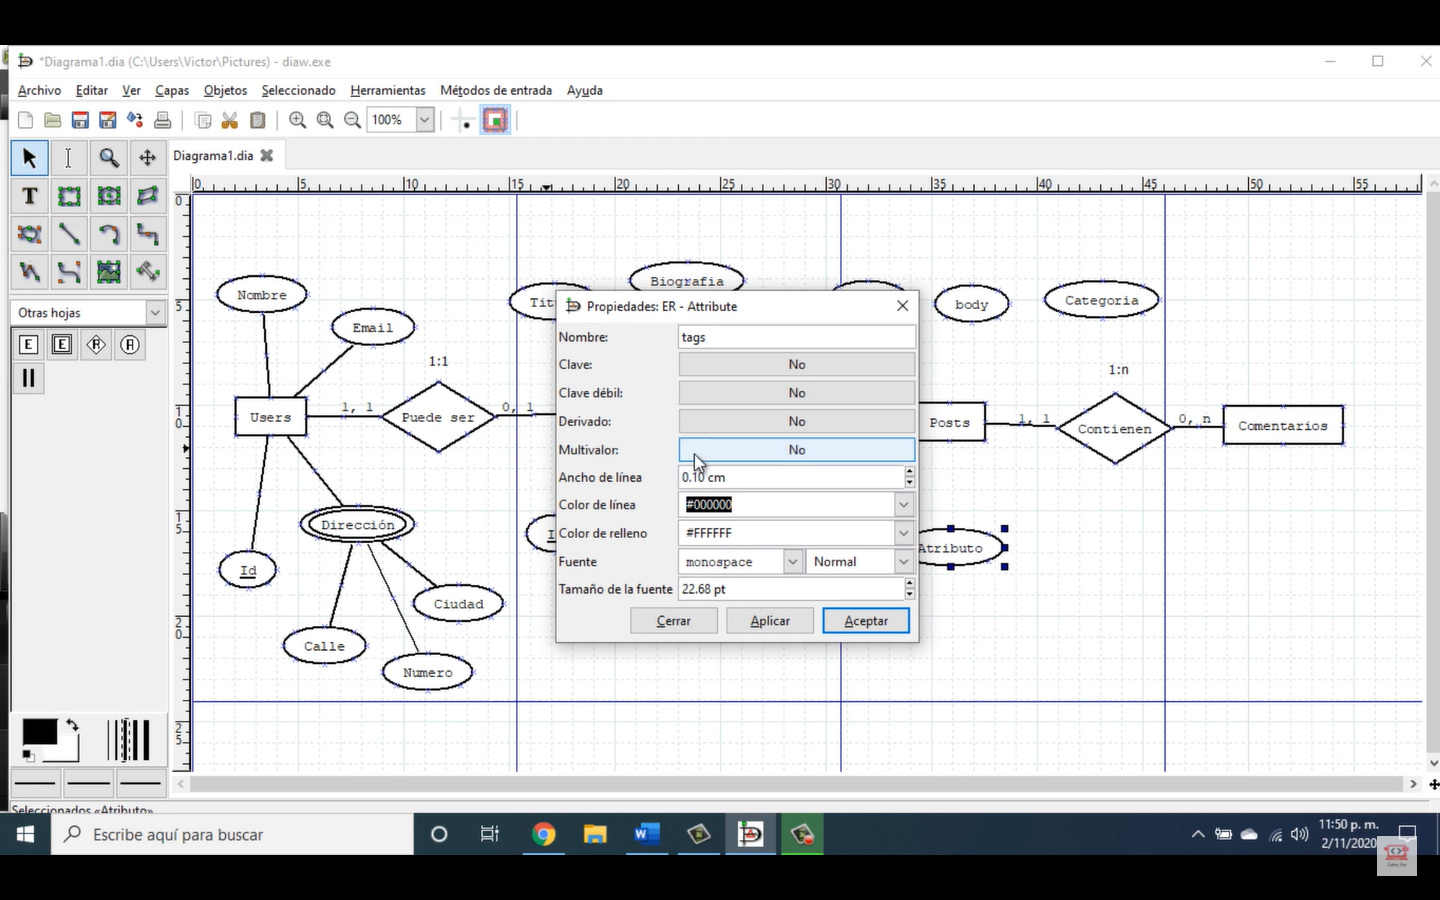 *Diagrama1.dia (C:\Users\Victor\Pictures) - diaw.exe
Archivo Editar Ver Capas Objetos Seleccionado Herramientas Métodos de entrada Ayuda
100%
Diagrama1.dia
0 5 10 15 20 25 30 35 40 45 50 55
0
5
10
15
20
25
Otras hojas
E E R A
Nombre
Email
Users
1, 1
1:1
Puede ser
0, 1
Dirección
Id
Calle
Numero
Ciudad
Biografia
body
Categoria
Posts
1, 1
1:n
Contienen
0, n
Comentarios
Atributo
Propiedades: ER - Attribute
Nombre: tags
Clave: No
Clave débil: No
Derivado: No
Multivalor: No
Ancho de línea 0.10 cm
Color de línea #000000
Color de relleno #FFFFFF
Fuente monospace Normal
Tamaño de la fuente 22.68 pt
Cerrar Aplicar Aceptar
Seleccionados «Atributo»
Escribe aquí para buscar
11:50 p. m.
2/11/2020